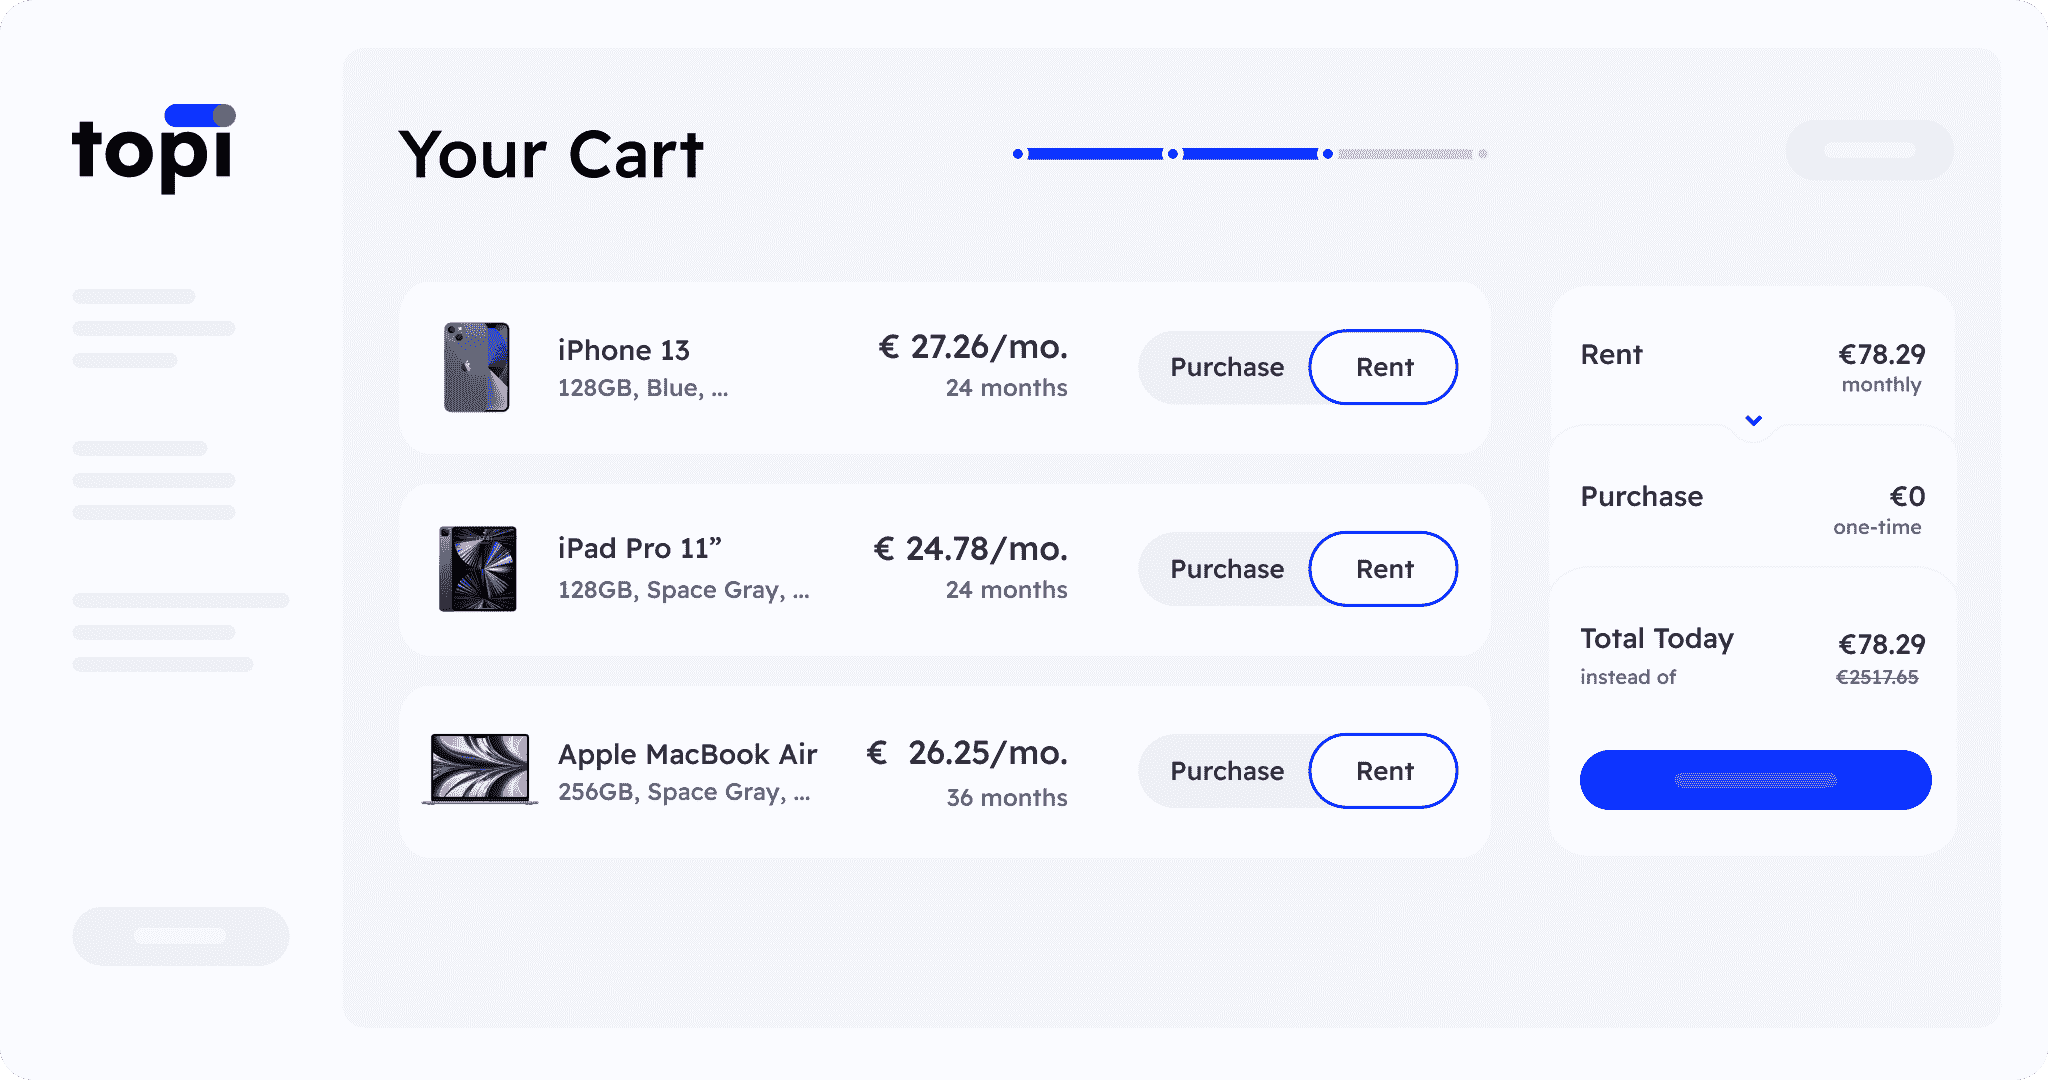 topi
Your Cart
iPhone 13
128GB, Blue, ...
€ 27.26/mo.
24 months
Purchase
Rent
iPad Pro 11”
128GB, Space Gray, ...
€ 24.78/mo.
24 months
Purchase
Rent
Apple MacBook Air
256GB, Space Gray, ...
€ 26.25/mo.
36 months
Purchase
Rent
Rent
€78.29
monthly
Purchase
€0
one-time
Total Today
€78.29
instead of
€2517.65